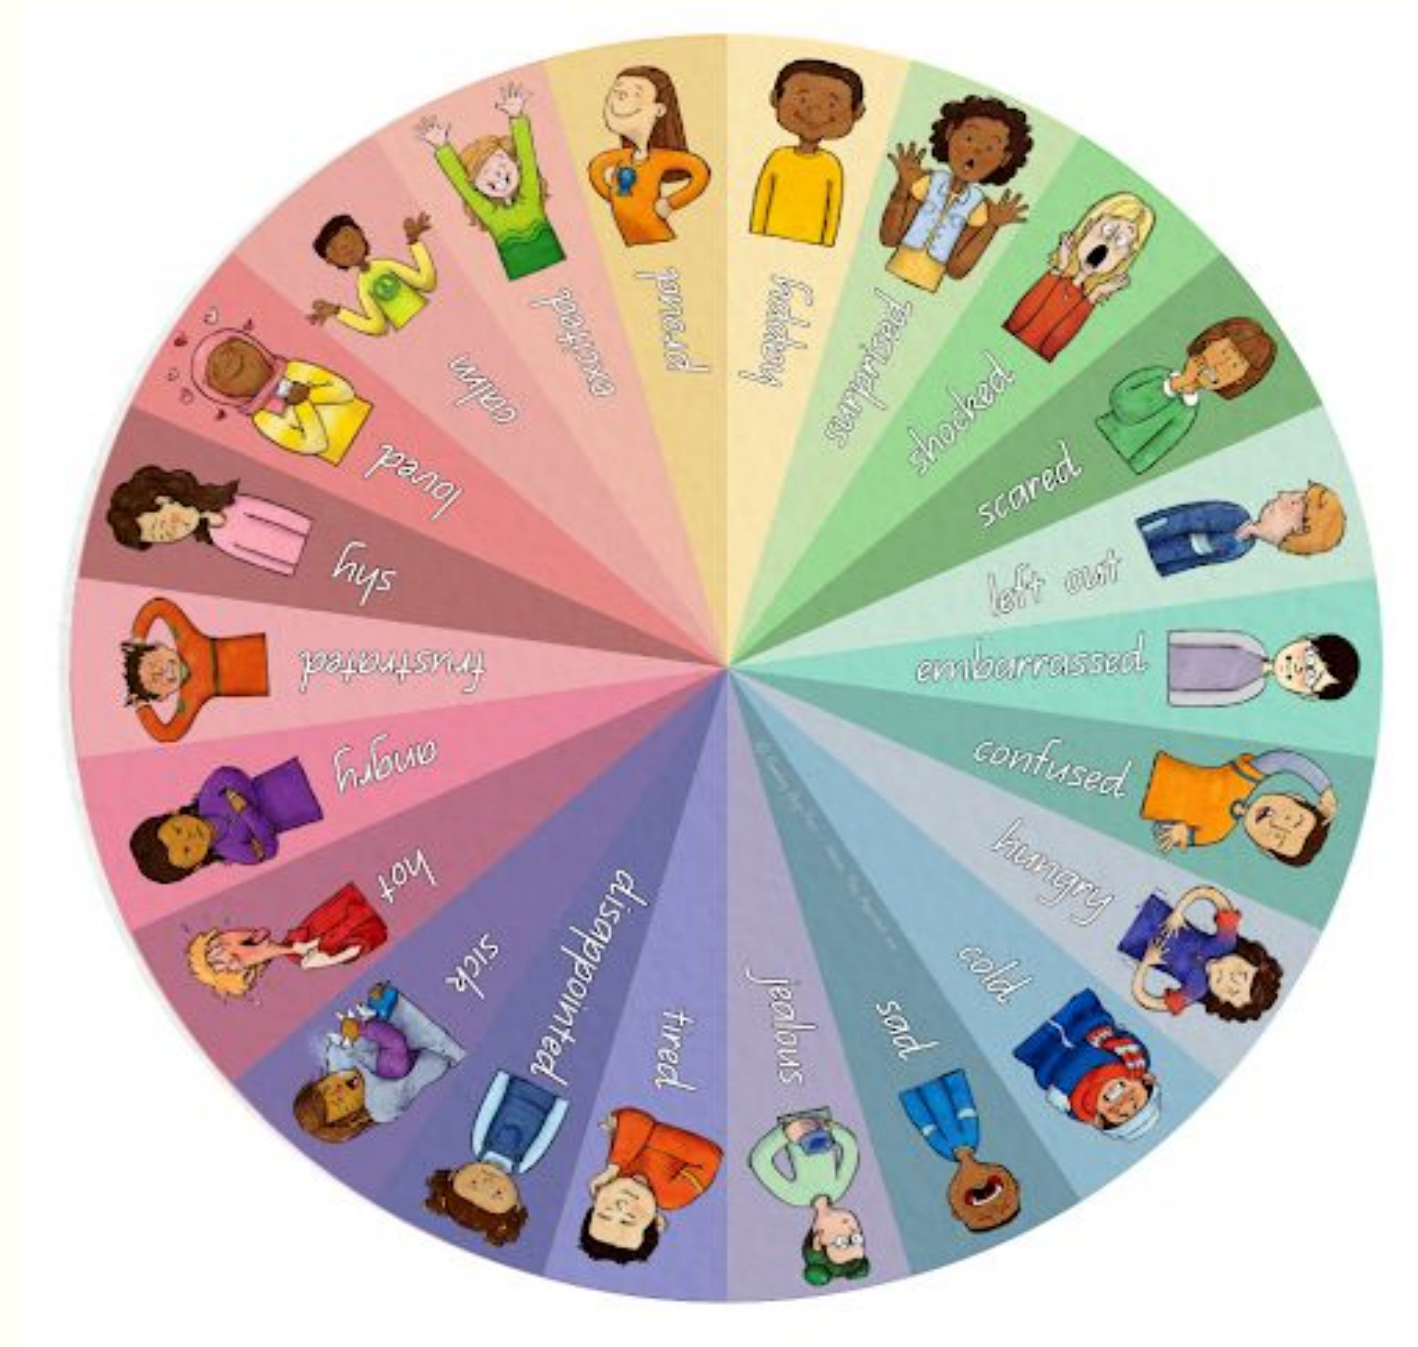 happy
surprised
shocked
scared
left out
embarrassed
confused
hungry
cold
sad
jealous
tired
disappointed
sick
hot
angry
frustrated
shy
loved
calm
excited
proud